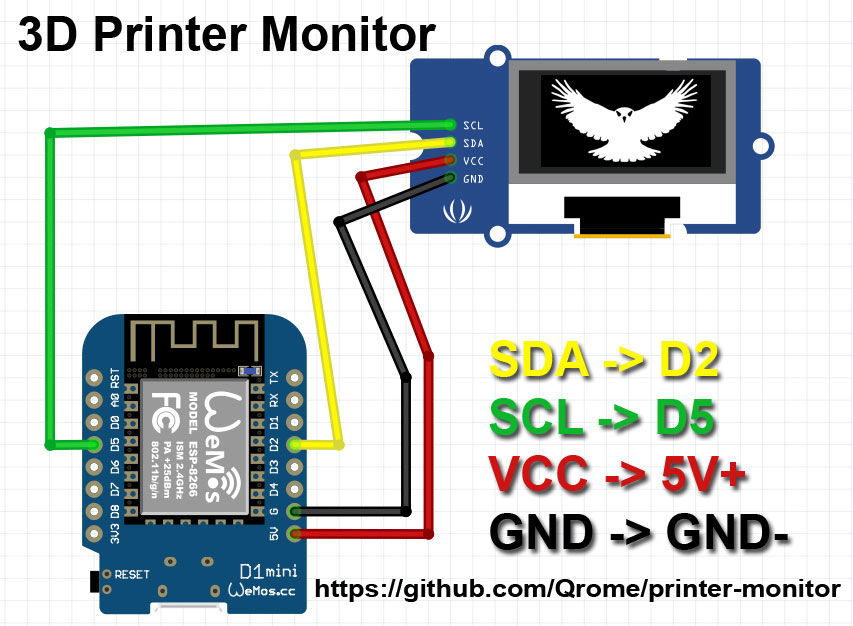 3D Printer Monitor
SCL
SDA
VCC
GND
SDA -> D2
SCL -> D5
VCC -> 5V+
GND -> GND-
RST
A0
D0
D5
D6
D7
D8
3V3
TX
RX
D1
D2
D3
D4
G
5V
WeMos
MODEL ESP-8266
ISM 2.4GHz
PA +25dBm
802.11b/g/n
FC
RESET
D1mini
WeMos.cc
https://github.com/Qrome/printer-monitor